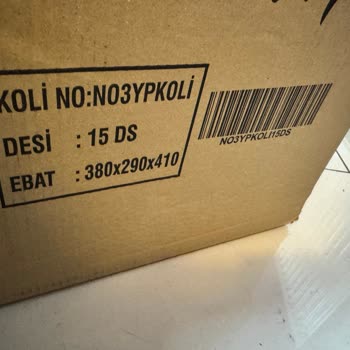 KOLİ NO:NO3YPKOLİ
DESİ : 15 DS
EBAT : 380x290x410
NO3YPKOLI15DS